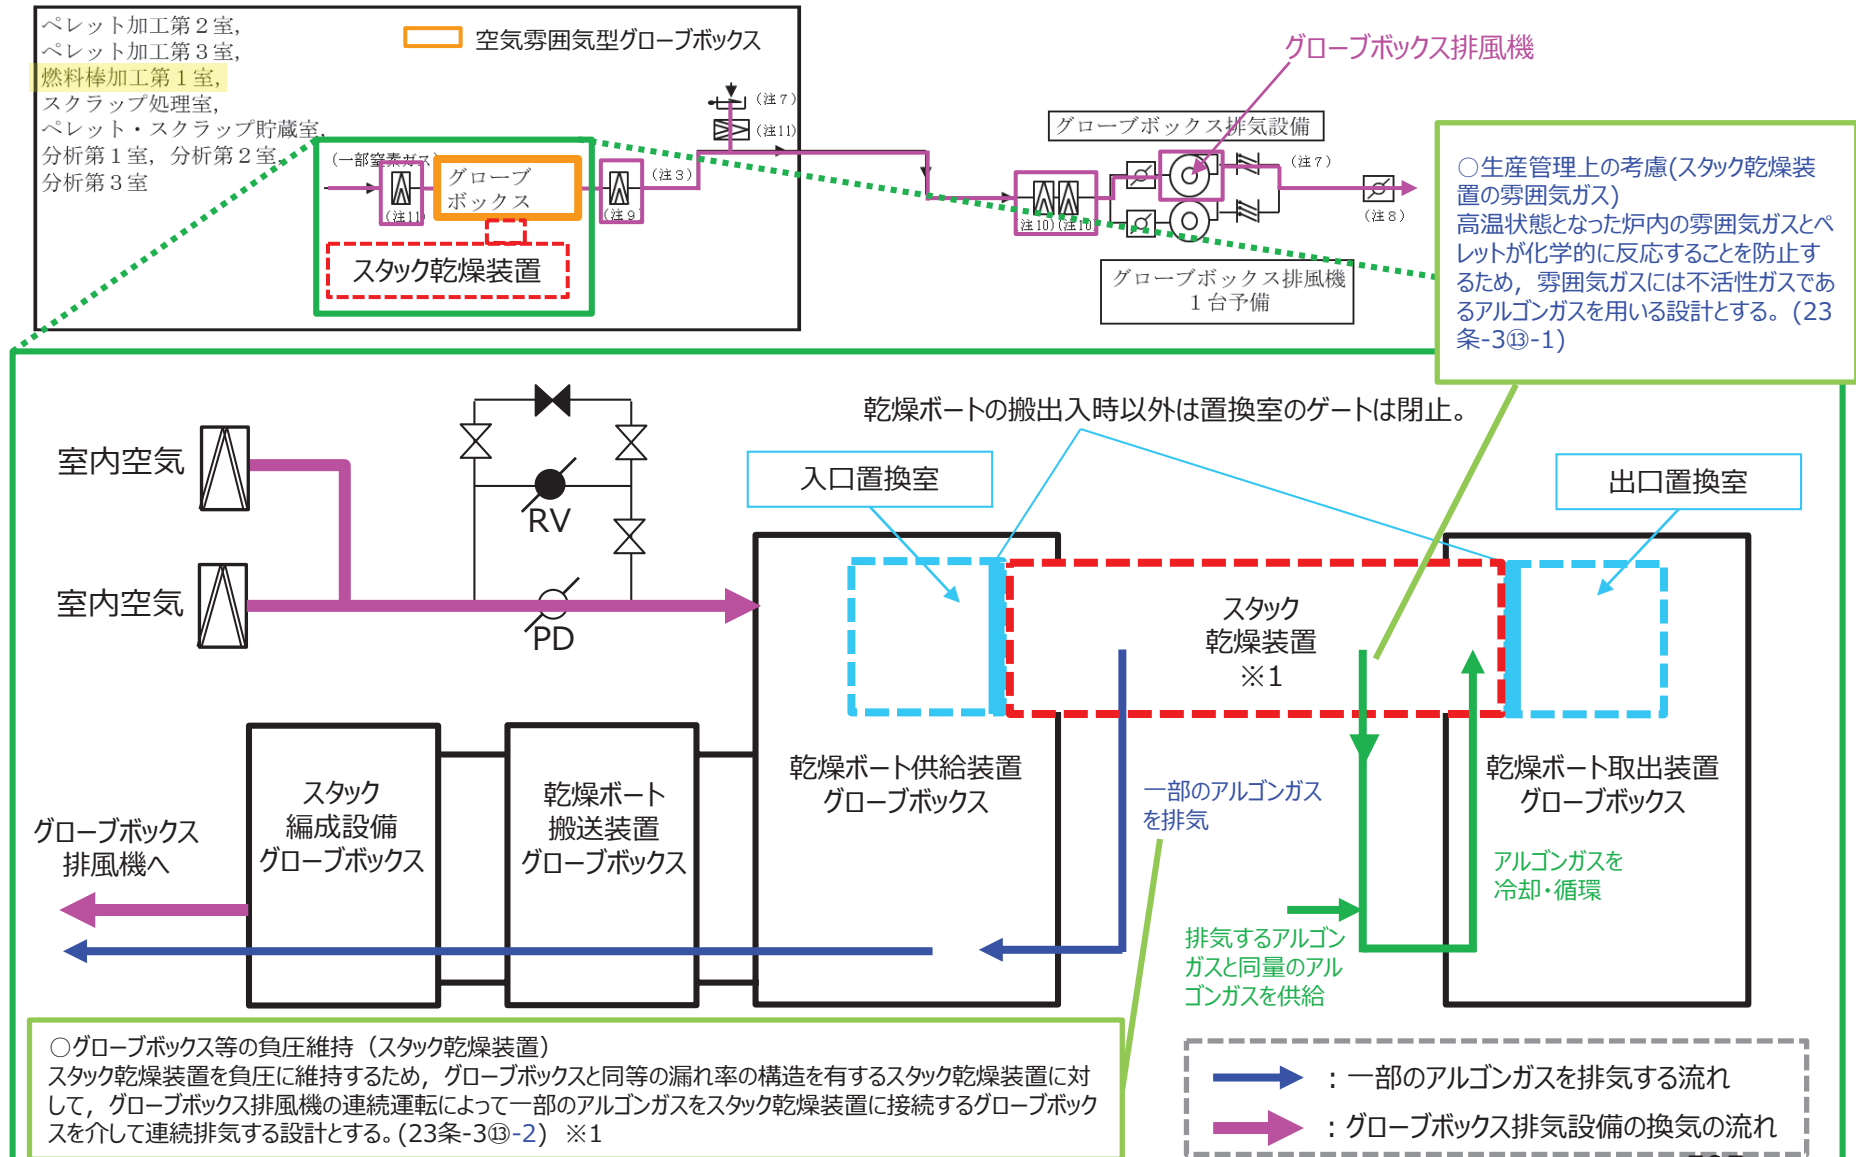 ペレット加工第２室，
ペレット加工第３室，
燃料棒加工第１室，
スクラップ処理室，
ペレット・スクラップ貯蔵室，
分析第１室，分析第２室，
分析第３室
空気雰囲気型グローブボックス
（一部窒素ガス）
グローブ
ボックス
（注11）
（注９）
（注３）
（注７）
（注11）
スタック乾燥装置
グローブボックス排風機
グローブボックス排気設備
（注７）
（注８）
（注10）（注10）
グローブボックス排風機
１台予備
○生産管理上の考慮(スタック乾燥装
置の雰囲気ガス)
高温状態となった炉内の雰囲気ガスとペ
レットが化学的に反応することを防止す
るため，雰囲気ガスには不活性ガスであ
るアルゴンガスを用いる設計とする。(23
条-3⑬-1)
乾燥ボートの搬出入時以外は置換室のゲートは閉止。
室内空気
室内空気
RV
PD
入口置換室
出口置換室
スタック
乾燥装置
※1
乾燥ボート供給装置
グローブボックス
乾燥ボート取出装置
グローブボックス
スタック
編成設備
グローブボックス
乾燥ボート
搬送装置
グローブボックス
グローブボックス
排風機へ
一部のアルゴンガス
を排気
アルゴンガスを
冷却・循環
排気するアルゴン
ガスと同量のアル
ゴンガスを供給
○グローブボックス等の負圧維持（スタック乾燥装置）
スタック乾燥装置を負圧に維持するため，グローブボックスと同等の漏れ率の構造を有するスタック乾燥装置に対
して，グローブボックス排風機の連続運転によって一部のアルゴンガスをスタック乾燥装置に接続するグローブボック
スを介して連続排気する設計とする。(23条-3⑬-2) ※1
：一部のアルゴンガスを排気する流れ
：グローブボックス排気設備の換気の流れ